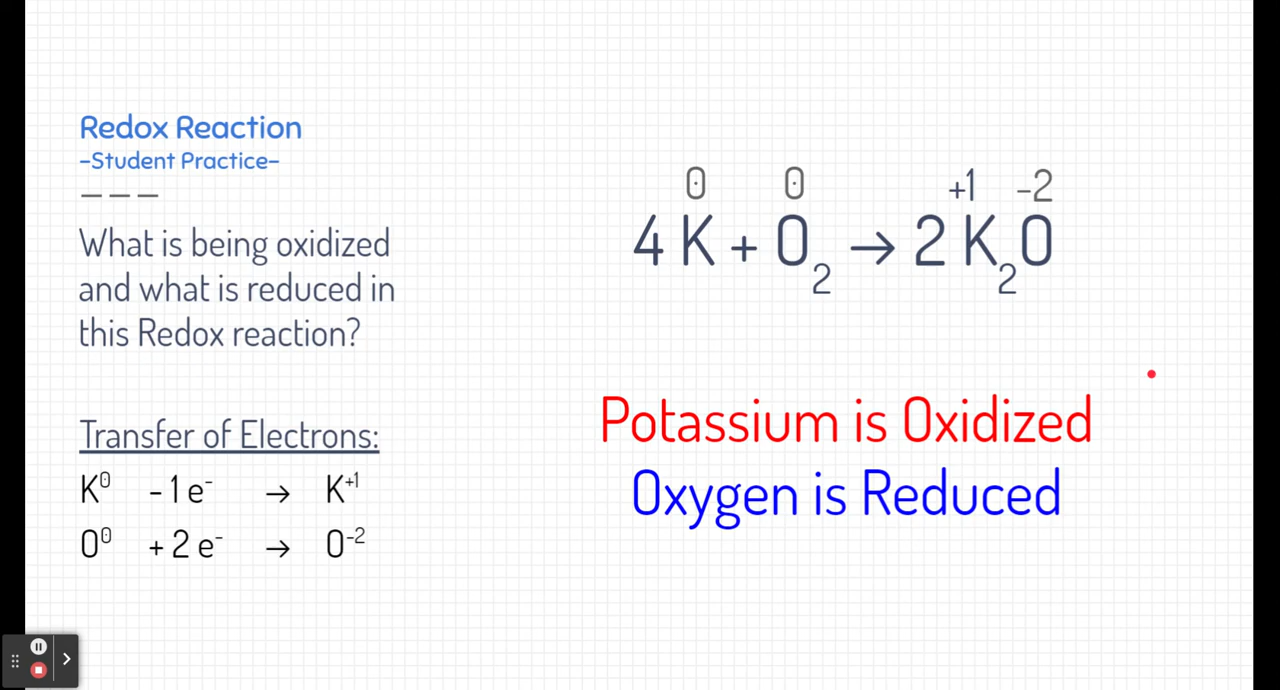 Redox Reaction
-Student Practice-
What is being oxidized
and what is reduced in
this Redox reaction?
Transfer of Electrons:
K⁰ - 1 e⁻ → K⁺¹
O⁰ + 2 e⁻ → O⁻²
0 0 +1 -2
4 K + O₂ → 2 K₂O
Potassium is Oxidized
Oxygen is Reduced